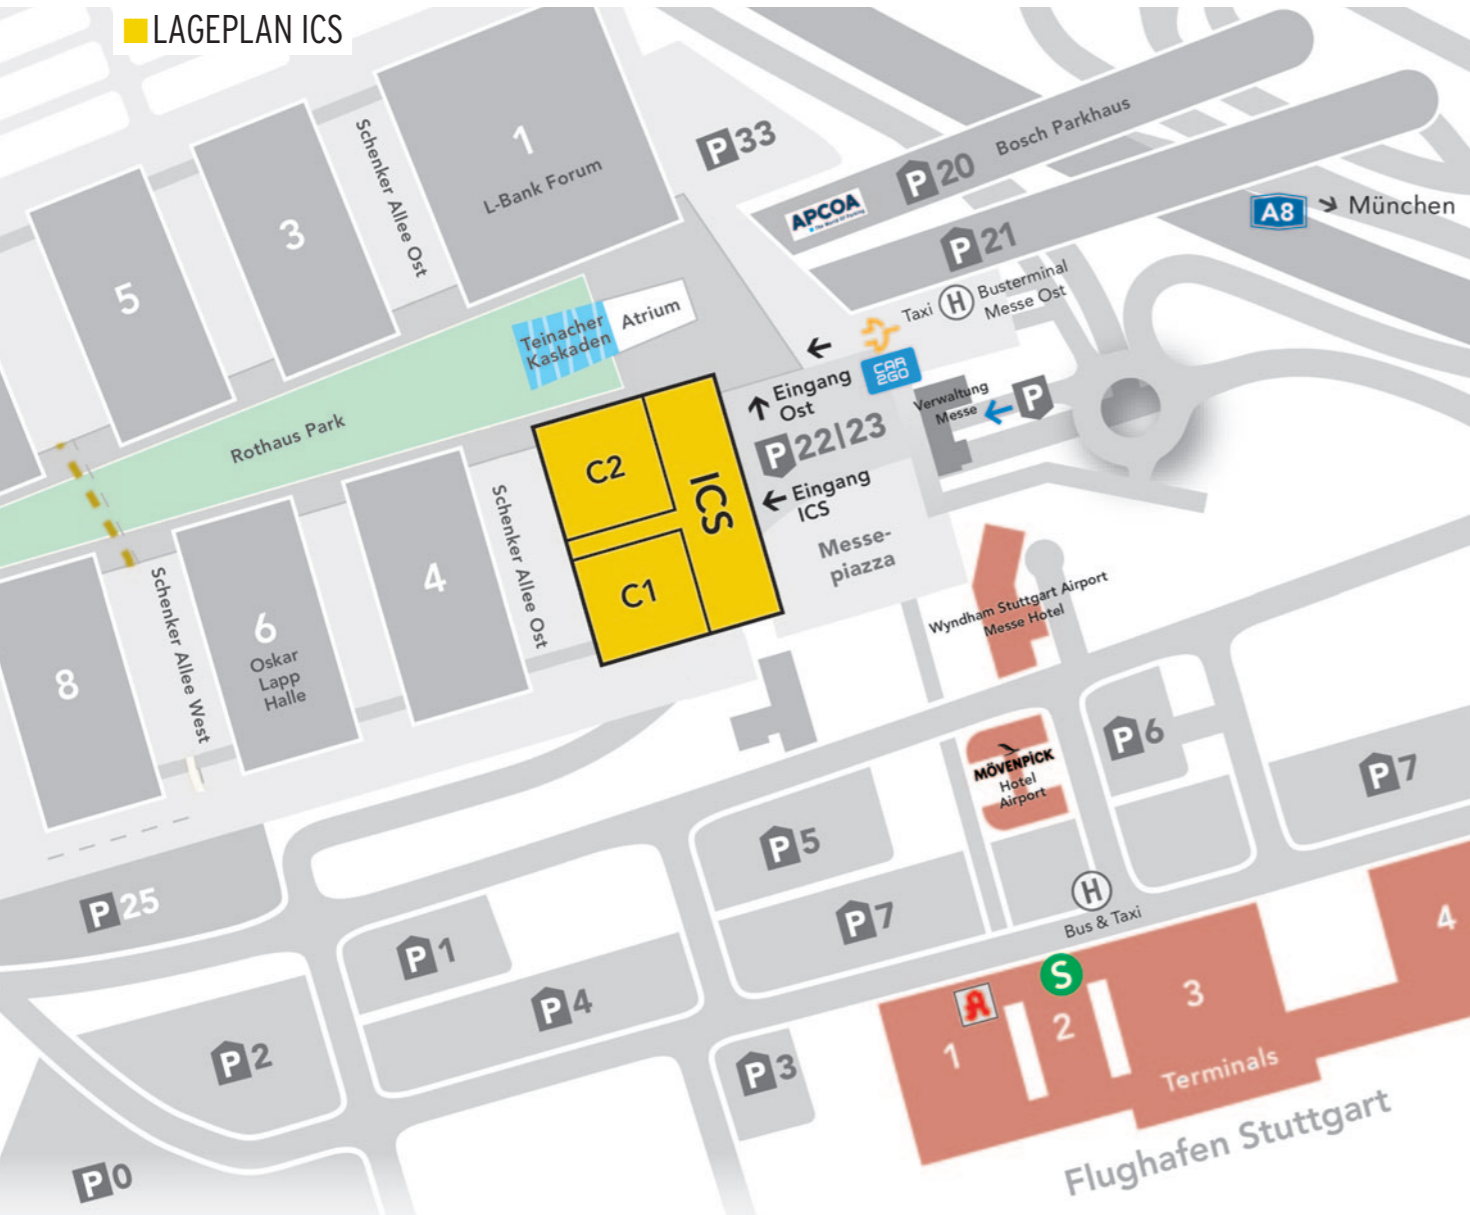 LAGEPLAN ICS
1
L-Bank Forum
Schenker Allee Ost
3
5
P33
P20
Bosch Parkhaus
APCOA
P21
A8
München
Taxi
H
Busterminal
Messe Ost
Teinacher
Kaskaden
Atrium
CAR
2GO
Eingang
Ost
Verwaltung
Messe
P
P22|23
Rothaus Park
C2
ICS
Eingang
ICS
C1
Messe-
piazza
Schenker Allee Ost
4
6
Oskar
Lapp
Halle
Schenker Allee West
8
Wyndham Stuttgart Airport
Messe Hotel
MÖVENPICK
Hotel
Airport
P6
P7
P5
P7
H
Bus & Taxi
P25
P1
P4
P2
P3
P0
S
A
1
2
3
4
Terminals
Flughafen Stuttgart